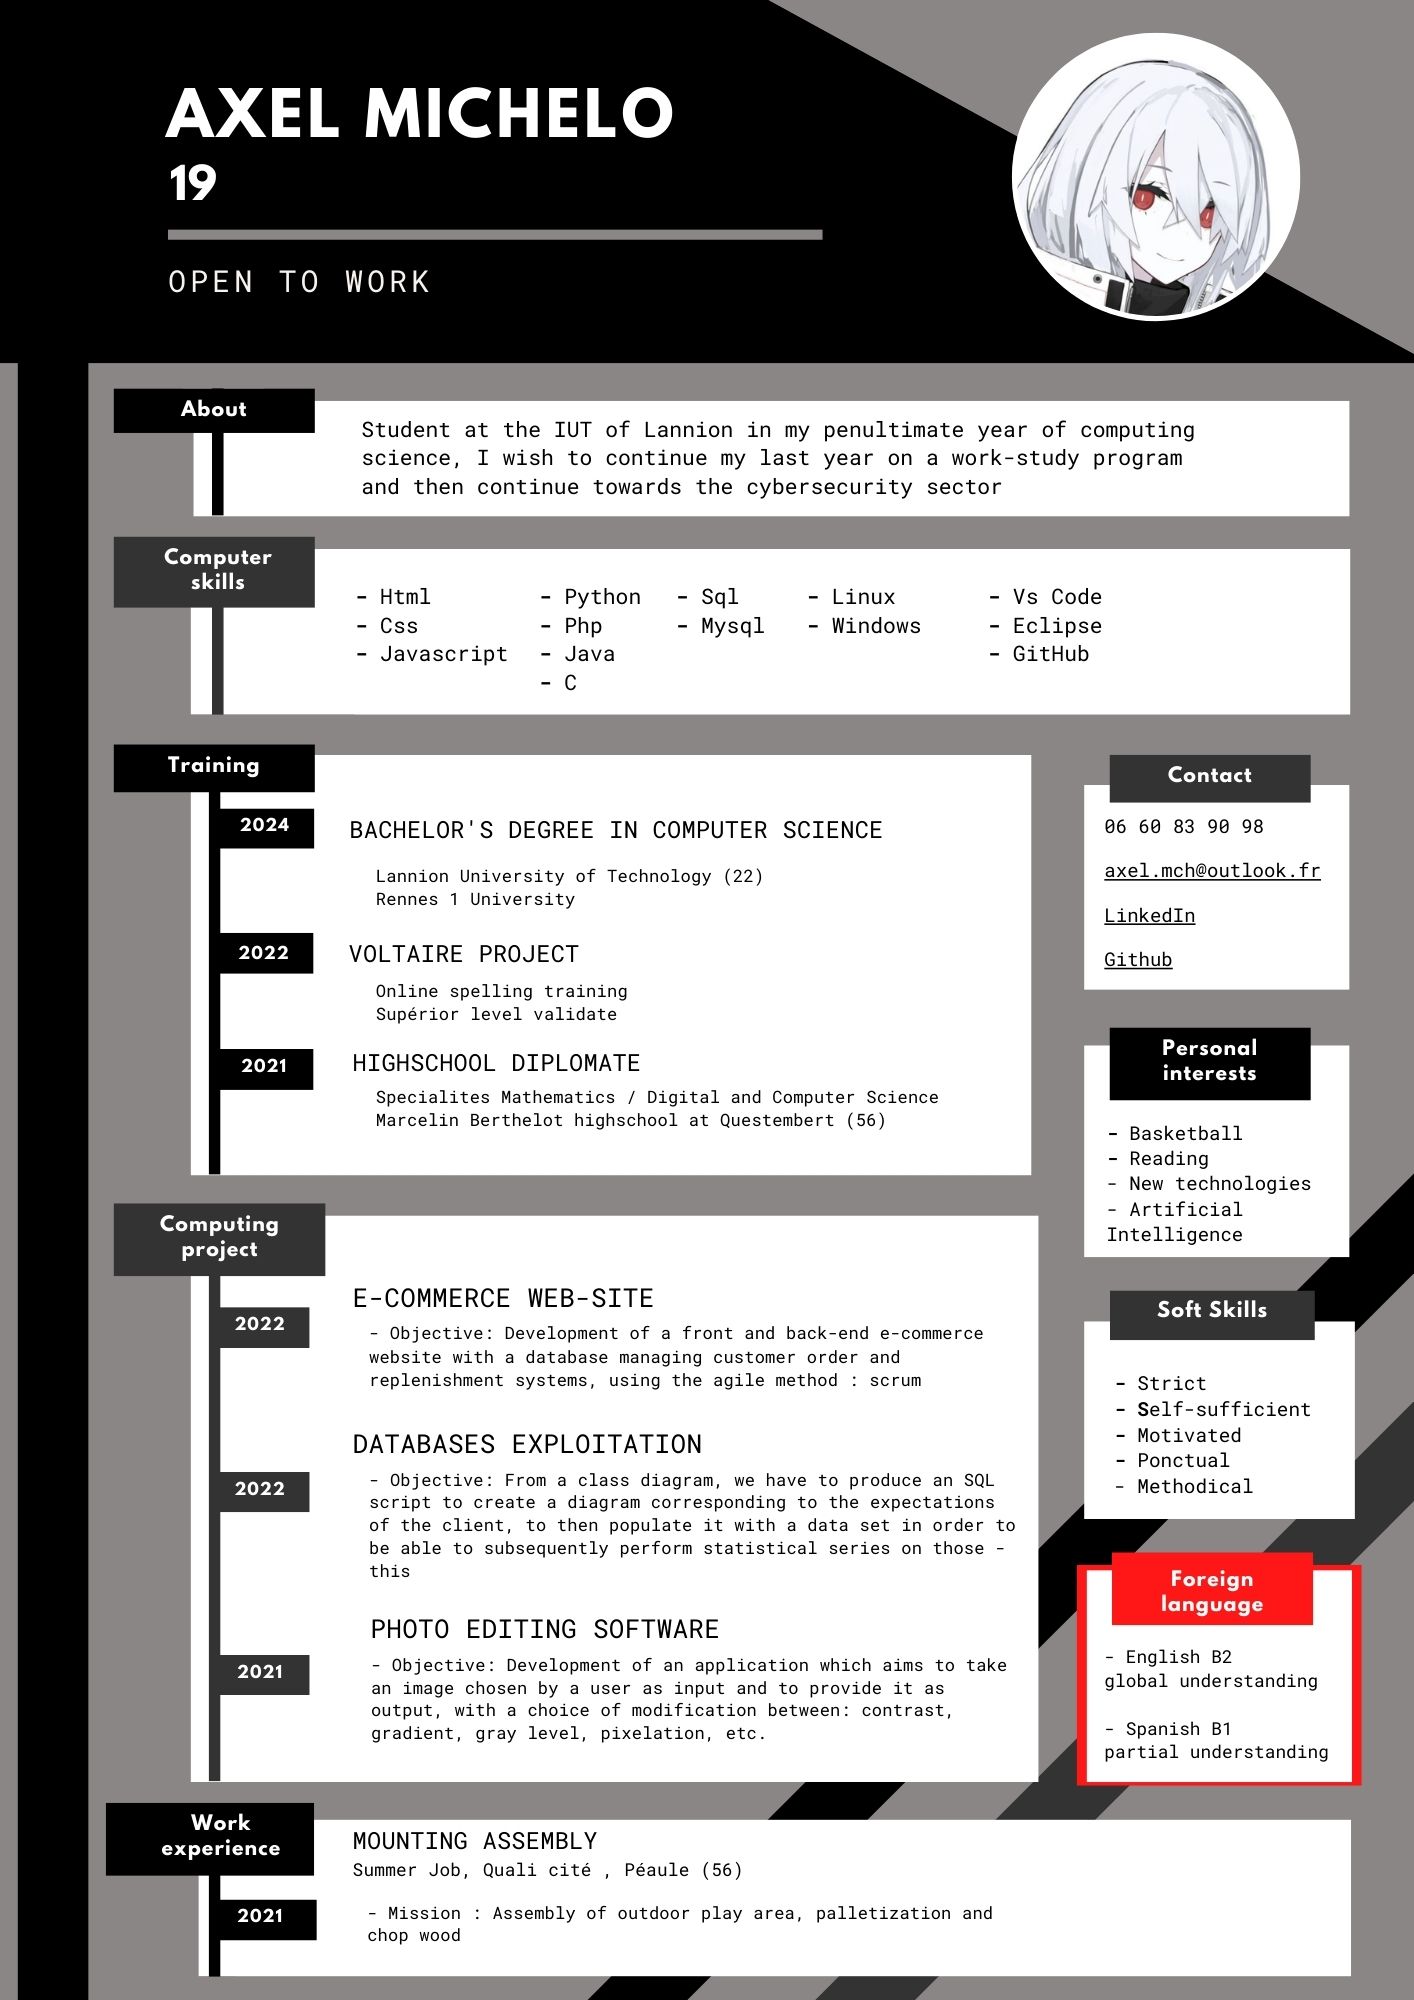 AXEL MICHELO
19
OPEN TO WORK
About
Student at the IUT of Lannion in my penultimate year of computing
science, I wish to continue my last year on a work-study program
and then continue towards the cybersecurity sector
Computer
skills
- Html
- Css
- Javascript
- Python
- Php
- Java
- C
- Sql
- Mysql
- Linux
- Windows
- Vs Code
- Eclipse
- GitHub
Training
2024
BACHELOR'S DEGREE IN COMPUTER SCIENCE
Lannion University of Technology (22)
Rennes 1 University
2022
VOLTAIRE PROJECT
Online spelling training
Supérior level validate
2021
HIGHSCHOOL DIPLOMATE
Specialites Mathematics / Digital and Computer Science
Marcelin Berthelot highschool at Questembert (56)
Contact
06 60 83 90 98
axel.mch@outlook.fr
LinkedIn
Github
Personal
interests
- Basketball
- Reading
- New technologies
- Artificial
Intelligence
Computing
project
2022
E-COMMERCE WEB-SITE
- Objective: Development of a front and back-end e-commerce
website with a database managing customer order and
replenishment systems, using the agile method : scrum
2022
DATABASES EXPLOITATION
- Objective: From a class diagram, we have to produce an SQL
script to create a diagram corresponding to the expectations
of the client, to then populate it with a data set in order to
be able to subsequently perform statistical series on those -
this
2021
PHOTO EDITING SOFTWARE
- Objective: Development of an application which aims to take
an image chosen by a user as input and to provide it as
output, with a choice of modification between: contrast,
gradient, gray level, pixelation, etc.
Soft Skills
- Strict
- Self-sufficient
- Motivated
- Ponctual
- Methodical
Foreign
language
- English B2
global understanding
- Spanish B1
partial understanding
Work
experience
2021
MOUNTING ASSEMBLY
Summer Job, Quali cité , Péaule (56)
- Mission : Assembly of outdoor play area, palletization and
chop wood